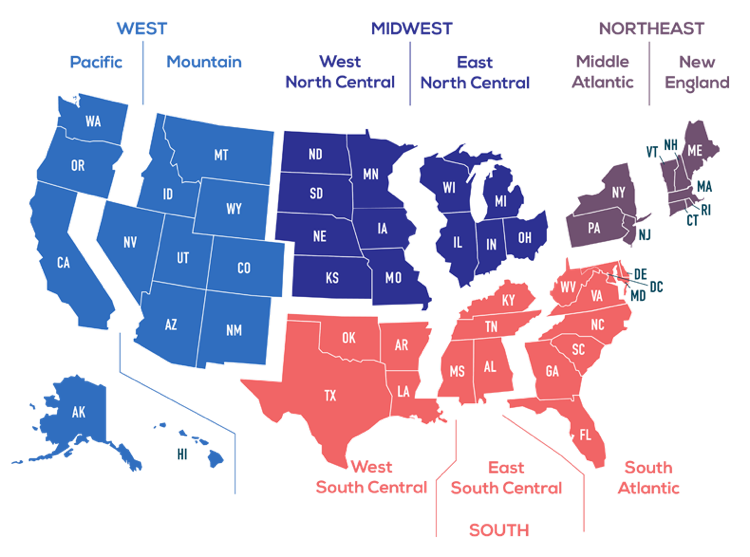 WEST
MIDWEST
NORTHEAST
Pacific
Mountain
West
North Central
East
North Central
Middle
Atlantic
New
England
WA
OR
CA
MT
ID
WY
NV
UT
CO
AZ
NM
AK
HI
ND
SD
NE
KS
MN
IA
MO
WI
MI
IL
IN
OH
NY
PA
NJ
VT
NH
ME
MA
RI
CT
OK
TX
AR
LA
KY
TN
MS
AL
WV
VA
DE
DC
MD
NC
SC
GA
FL
West
South Central
East
South Central
South
Atlantic
SOUTH